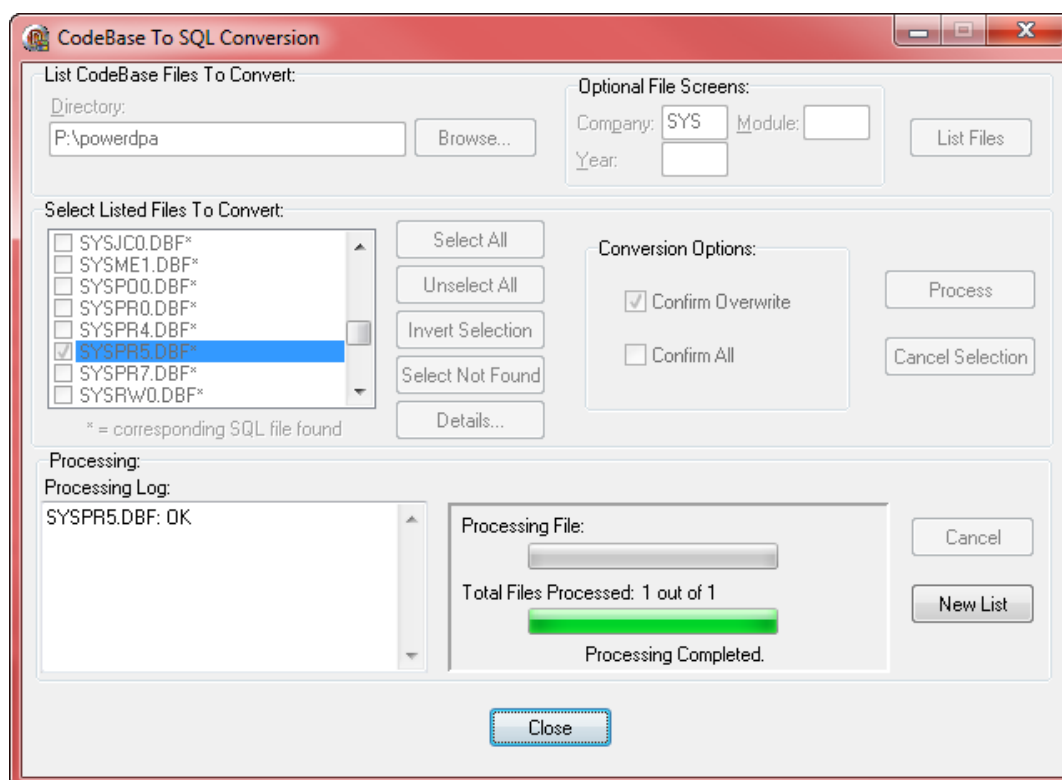 CodeBase To SQL Conversion
List CodeBase Files To Convert:
Directory:
P:\powerdpa
Browse...
Optional File Screens:
Company: SYS Module:
Year:
List Files
Select Listed Files To Convert:
SYSJC0.DBF*
SYSME1.DBF*
SYSPO0.DBF*
SYSPR0.DBF*
SYSPR4.DBF*
SYSPR5.DBF*
SYSPR7.DBF*
SYSRW0.DBF*
* = corresponding SQL file found
Select All
Unselect All
Invert Selection
Select Not Found
Details...
Conversion Options:
Confirm Overwrite
Confirm All
Process
Cancel Selection
Processing:
Processing Log:
SYSPR5.DBF: OK
Processing File:
Total Files Processed: 1 out of 1
Processing Completed.
Cancel
New List
Close